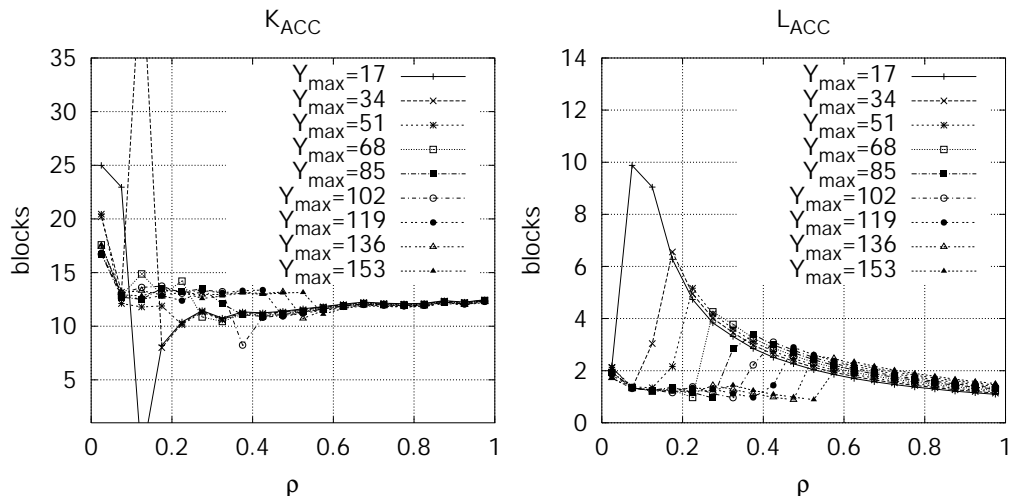 K_ACC
35
30
25
20
15
10
5
blocks
Y_max=17
Y_max=34
Y_max=51
Y_max=68
Y_max=85
Y_max=102
Y_max=119
Y_max=136
Y_max=153
0 0.2 0.4 0.6 0.8 1
ρ
L_ACC
14
12
10
8
6
4
2
0
blocks
Y_max=17
Y_max=34
Y_max=51
Y_max=68
Y_max=85
Y_max=102
Y_max=119
Y_max=136
Y_max=153
0 0.2 0.4 0.6 0.8 1
ρ